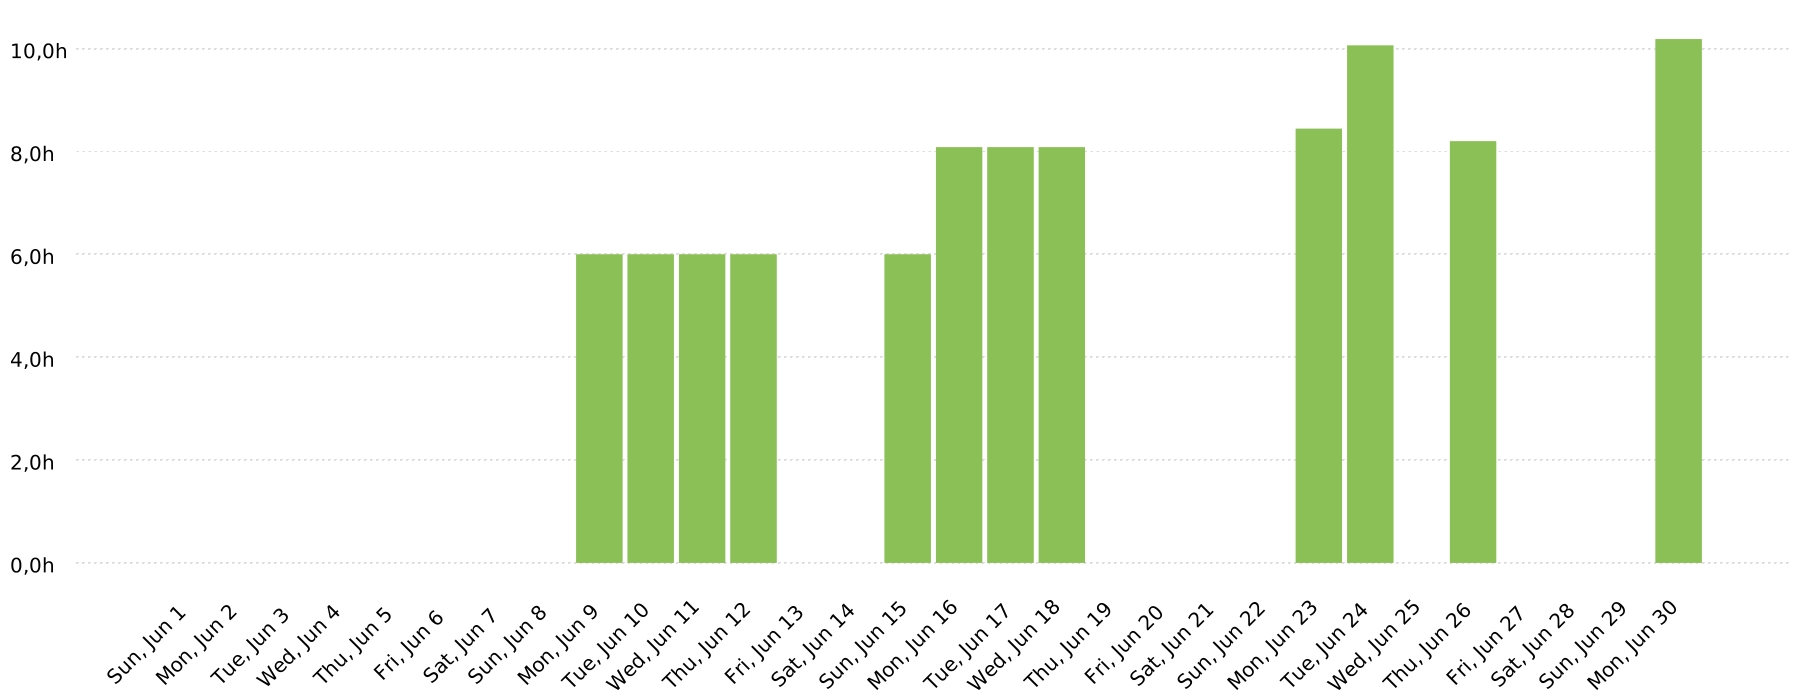 10,0h
8,0h
6,0h
4,0h
2,0h
0,0h
Sun, Jun 1
Mon, Jun 2
Tue, Jun 3
Wed, Jun 4
Thu, Jun 5
Fri, Jun 6
Sat, Jun 7
Sun, Jun 8
Mon, Jun 9
Tue, Jun 10
Wed, Jun 11
Thu, Jun 12
Fri, Jun 13
Sat, Jun 14
Sun, Jun 15
Mon, Jun 16
Tue, Jun 17
Wed, Jun 18
Thu, Jun 19
Fri, Jun 20
Sat, Jun 21
Sun, Jun 22
Mon, Jun 23
Tue, Jun 24
Wed, Jun 25
Thu, Jun 26
Fri, Jun 27
Sat, Jun 28
Sun, Jun 29
Mon, Jun 30